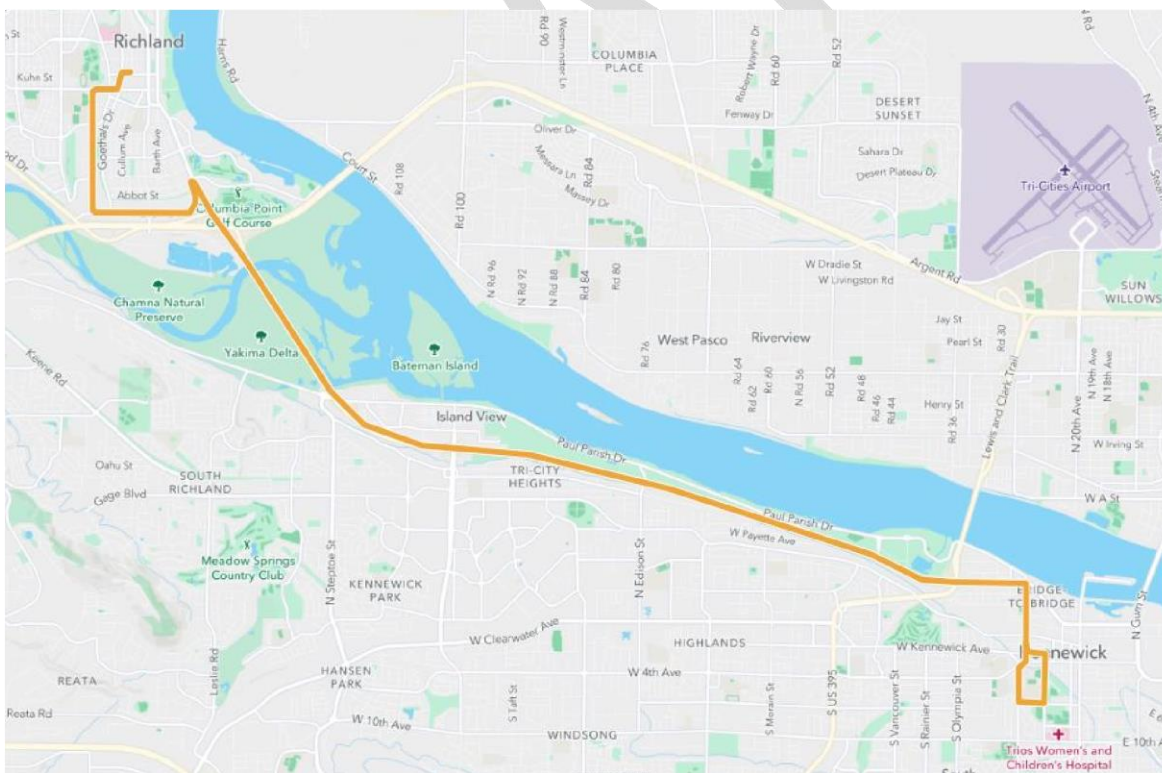 Richland
y St
Kuhn St
Goethals Dr
Cullum Ave
Barth Ave
Abbot St
od Dr
Harris Rd
Columbia Point
Golf Course
Court St
Rd 108
Rd 100
Rd 96
COLUMBIA
PLACE
Robert Wayne Dr
Rd 60
Rd 52
Fenway Dr
DESERT
SUNSET
Oliver Dr
Messara Ln
Massey Dr
Rd 84
Sahara Dr
Desert Plateau Dr
Tri-Cities Airport
N 4th Ave
Chamna Natural
Preserve
Yakima Delta
Bateman Island
N Rd 96
N Rd 92
N Rd 88
Rd 84
Rd 80
W Dradie St
W Livingston Rd
Argent Rd
SUN
WILLOWS
Keene Rd
Island View
Rd 76
West Pasco
Riverview
Rd 64
Rd 62
Rd 60
N Rd 56
Rd 52
Rd 48
Rd 46
Rd 44
Jay St
Pearl St
Rd 30
Henry St
Rd 36
Lewis and Clark Trail
N 20th Ave
N 19th Ave
N 18th Ave
W Irving St
Oahu St
Gage Blvd
SOUTH
RICHLAND
Paul Parish Dr
TRI-CITY
HEIGHTS
Paul Parish Dr
W Payette Ave
W A St
Meadow Springs
Country Club
N Steptoe St
KENNEWICK
PARK
N Edison St
BRIDGE
TO BRIDGE
N Gum St
W Clearwater Ave
HIGHLANDS
W Kennewick Ave
Kennewick
REATA
Leslie Rd
HANSEN
PARK
W 4th Ave
Reata Rd
W 10th Ave
S Taft St
WINDSONG
S Morain St
S US 395
S Vancouver St
S Rainier St
S Olympia St
E 10th A
Trios Women's and
Children's Hospital